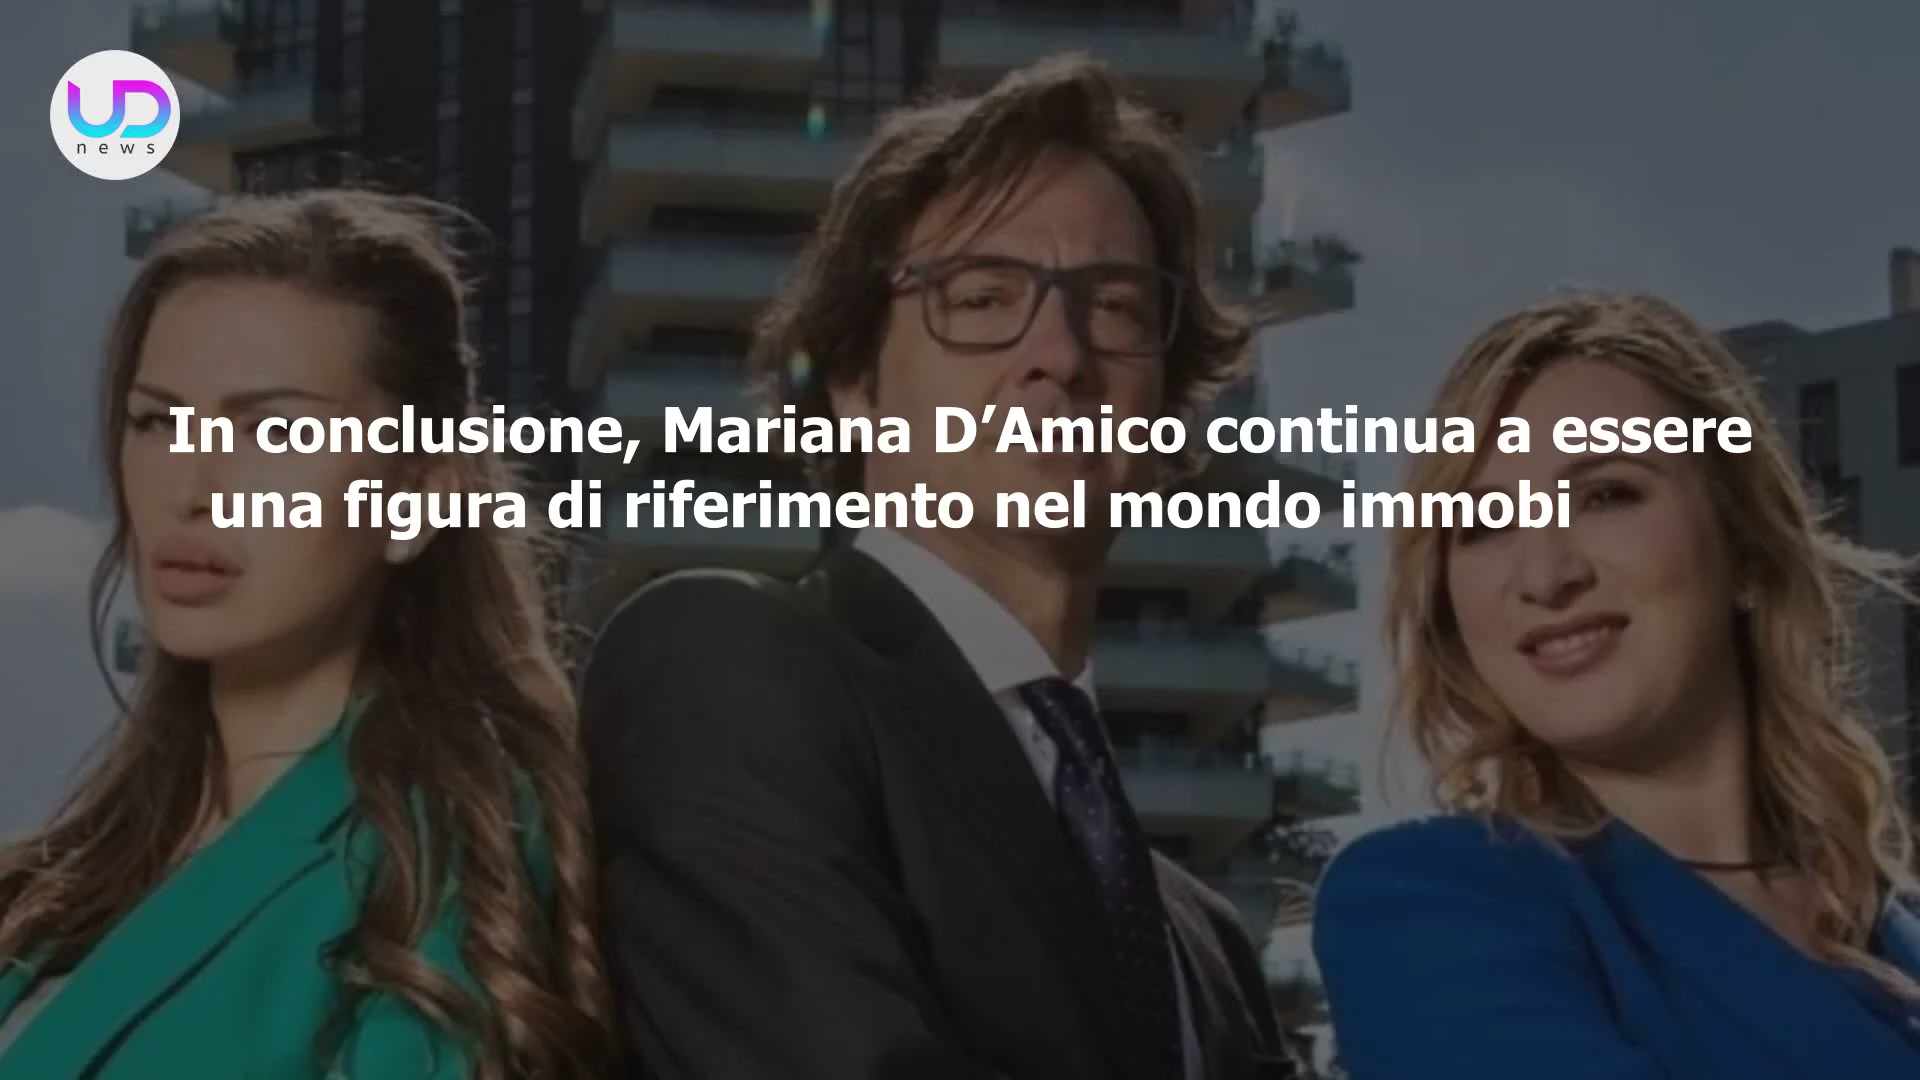 UD
news
In conclusione, Mariana D’Amico continua a essere
una figura di riferimento nel mondo immobi